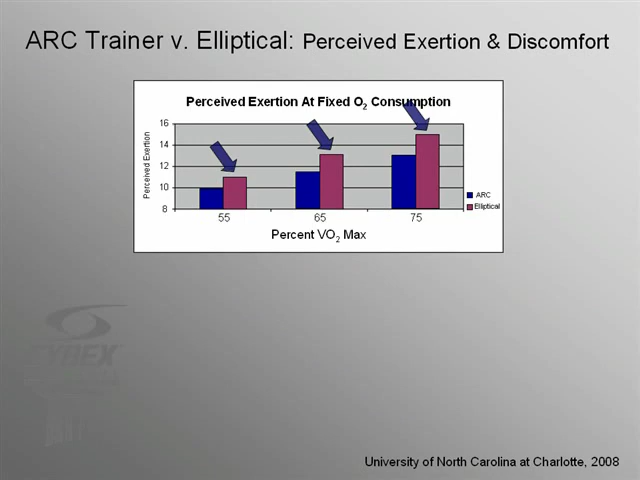 ARC Trainer v. Elliptical: Perceived Exertion & Discomfort
Perceived Exertion At Fixed O₂ Consumption
Perceived Exertion
16
14
12
10
8
55 65 75
Percent VO₂ Max
ARC
Elliptical
CYBEX
University of North Carolina at Charlotte, 2008